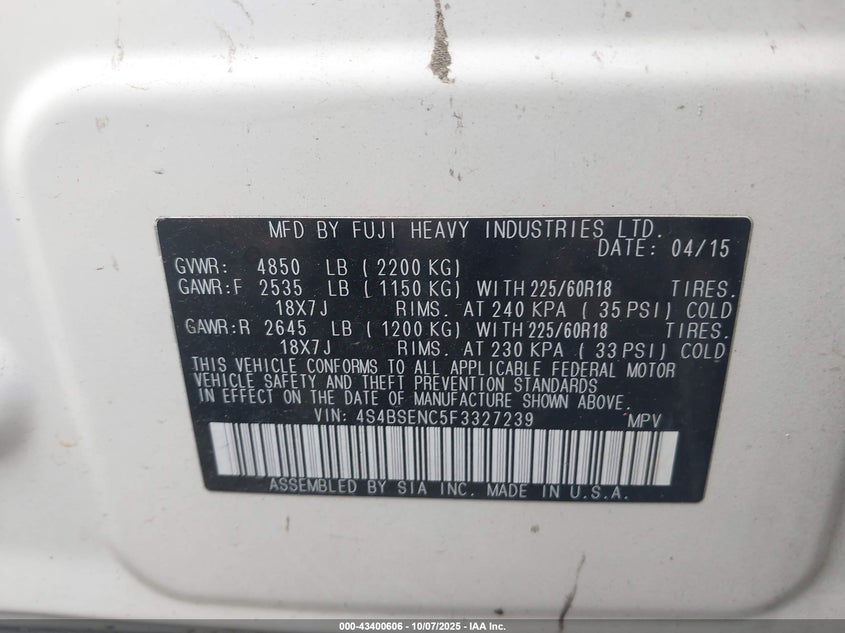 MFD BY FUJI HEAVY INDUSTRIES LTD.
DATE: 04/15
GVWR: 4850 LB ( 2200 KG)
GAWR:F 2535 LB ( 1150 KG) WITH 225/60R18 TIRES.
18X7J RIMS. AT 240 KPA ( 35 PSI) COLD
GAWR:R 2645 LB ( 1200 KG) WITH 225/60R18 TIRES.
18X7J RIMS. AT 230 KPA ( 33 PSI) COLD
THIS VEHICLE CONFORMS TO ALL APPLICABLE FEDERAL MOTOR
VEHICLE SAFETY AND THEFT PREVENTION STANDARDS
IN EFFECT ON THE DATE OF MANUFACTURE SHOWN ABOVE.
VIN: 4S4BSENC5F3327239 MPV
ASSEMBLED BY SIA INC. MADE IN U.S.A.
000-43400606 - 10/07/2025 - IAA Inc.